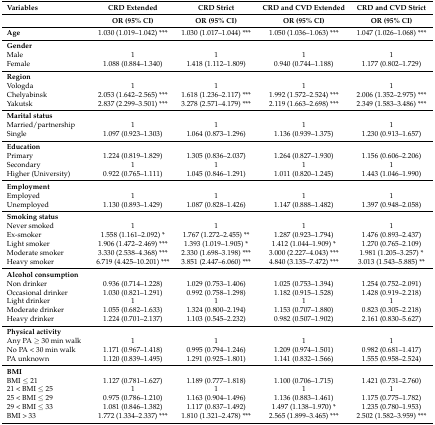 Variables CRD Extended CRD Strict CRD and CVD Extended CRD and CVD Strict
OR (95% CI) OR (95% CI) OR (95% CI) OR (95% CI)
Age 1.030 (1.019–1.042) *** 1.030 (1.017–1.044) *** 1.050 (1.036–1.063) *** 1.047 (1.026–1.068) ***
Gender
Male 1 1 1 1
Female 1.088 (0.884–1.340) 1.418 (1.112–1.809) 0.940 (0.744–1.188) 1.177 (0.802–1.729)
Region
Vologda 1 1 1 1
Chelyabinsk 2.053 (1.642–2.565) *** 1.618 (1.236–2.117) *** 1.992 (1.572–2.524) *** 2.006 (1.352–2.975) ***
Yakutsk 2.837 (2.299–3.501) *** 3.278 (2.571–4.179) *** 2.119 (1.663–2.698) *** 2.349 (1.583–3.486) ***
Marital status
Married/partnership 1 1 1 1
Single 1.097 (0.923–1.303) 1.064 (0.873–1.296) 1.136 (0.939–1.375) 1.230 (0.913–1.657)
Education
Primary 1.224 (0.819–1.829) 1.305 (0.836–2.037) 1.264 (0.827–1.930) 1.156 (0.606–2.206)
Secondary 1 1 1 1
Higher (University) 0.922 (0.765–1.111) 1.045 (0.846–1.291) 1.011 (0.820–1.245) 1.443 (1.046–1.990)
Employment
Employed 1 1 1 1
Unemployed 1.130 (0.893–1.429) 1.087 (0.828–1.426) 1.147 (0.888–1.482) 1.397 (0.948–2.058)
Smoking status
Never smoked 1 1 1 1
Ex-smoker 1.558 (1.161–2.092) * 1.767 (1.272–2.455) ** 1.287 (0.923–1.794) 1.476 (0.893–2.437)
Light smoker 1.906 (1.472–2.469) *** 1.393 (1.019–1.905) * 1.412 (1.044–1.909) * 1.270 (0.765–2.109)
Moderate smoker 3.330 (2.538–4.368) *** 2.330 (1.698–3.198) *** 3.000 (2.227–4.043) *** 1.981 (1.205–3.257) *
Heavy smoker 6.719 (4.425–10.201) *** 3.851 (2.447–6.060) *** 4.840 (3.135–7.472) *** 3.013 (1.543–5.885) **
Alcohol consumption
Non drinker 0.936 (0.714–1.228) 1.029 (0.753–1.406) 1.025 (0.753–1.394) 1.254 (0.752–2.091)
Occasional drinker 1.030 (0.821–1.291) 0.992 (0.758–1.298) 1.182 (0.915–1.528) 1.428 (0.919–2.218)
Light drinker 1 1 1 1
Moderate drinker 1.055 (0.682–1.633) 1.324 (0.800–2.194) 1.153 (0.707–1.880) 0.823 (0.305–2.218)
Heavy drinker 1.224 (0.701–2.137) 1.103 (0.545–2.232) 0.982 (0.507–1.902) 2.161 (0.830–5.627)
Physical activity
Any PA ≥ 30 min walk 1 1 1 1
No PA < 30 min walk 1.171 (0.967–1.418) 0.995 (0.794–1.246) 1.209 (0.974–1.501) 0.982 (0.681–1.417)
PA unknown 1.120 (0.839–1.495) 1.291 (0.925–1.801) 1.141 (0.832–1.566) 1.555 (0.958–2.524)
BMI
BMI ≤ 21 1.127 (0.781–1.627) 1.189 (0.777–1.818) 1.100 (0.706–1.715) 1.421 (0.731–2.760)
21 < BMI ≤ 25 1 1 1 1
25 < BMI ≤ 29 0.975 (0.786–1.210) 1.163 (0.904–1.496) 1.136 (0.883–1.461) 1.175 (0.775–1.782)
29 < BMI ≤ 33 1.081 (0.846–1.382) 1.117 (0.837–1.492) 1.497 (1.138–1.970) * 1.235 (0.780–1.953)
BMI > 33 1.772 (1.334–2.337) *** 1.810 (1.321–2.478) *** 2.565 (1.899–3.465) *** 2.502 (1.582–3.959) ***